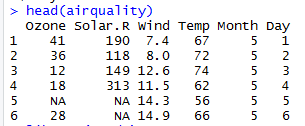 > head(airquality)
Ozone Solar.R Wind Temp Month Day
1 41 190 7.4 67 5 1
2 36 118 8.0 72 5 2
3 12 149 12.6 74 5 3
4 18 313 11.5 62 5 4
5 NA NA 14.3 56 5 5
6 28 NA 14.9 66 5 6